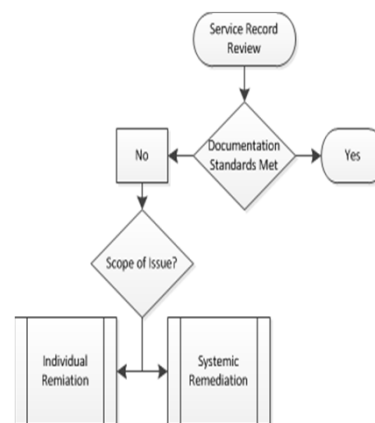 Service Record
Review
Documentation
Standards Met
No
Yes
Scope of Issue?
Individual
Remiation
Systemic
Remediation